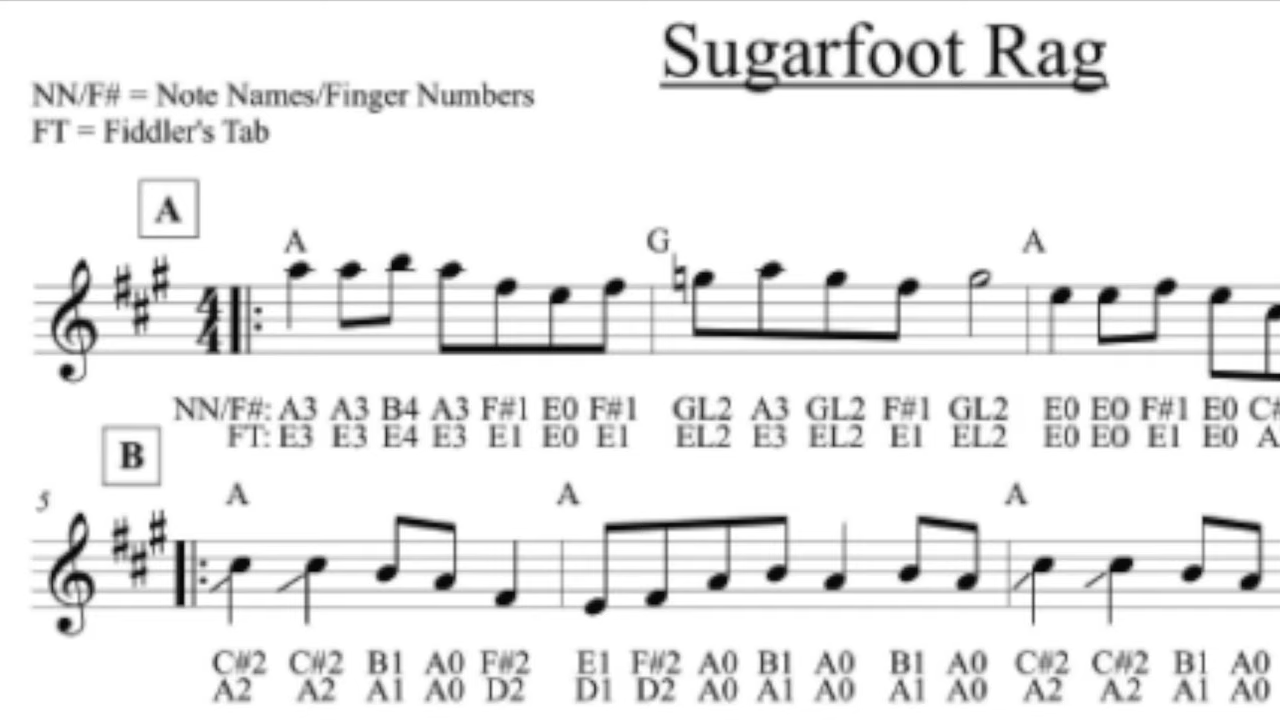 Sugarfoot Rag
NN/F# = Note Names/Finger Numbers
FT = Fiddler's Tab
A
A G A
4
4
NN/F#: A3 A3 B4 A3 F#1 E0 F#1 GL2 A3 GL2 F#1 GL2 E0 E0 F#1 E0 C#
FT: E3 E3 E4 E3 E1 E0 E1 EL2 E3 EL2 E1 EL2 E0 E0 E1 E0 A
B
5
A A A
C#2 C#2 B1 A0 F#2 E1 F#2 A0 B1 A0 B1 A0 C#2 C#2 B1 A0
A2 A2 A1 A0 D2 D1 D2 A0 A1 A0 A1 A0 A2 A2 A1 A0